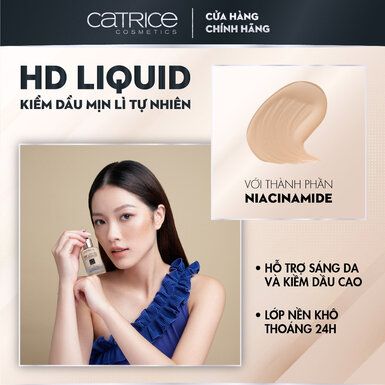 CATRICE
COSMETICS
CỬA HÀNG
CHÍNH HÃNG
HD LIQUID
KIỀM DẦU MỊN LÌ TỰ NHIÊN
VỚI THÀNH PHẦN
NIACINAMIDE
• HỖ TRỢ SÁNG DA
VÀ KIỀM DẦU CAO
• LỚP NỀN KHÔ
THOÁNG 24H